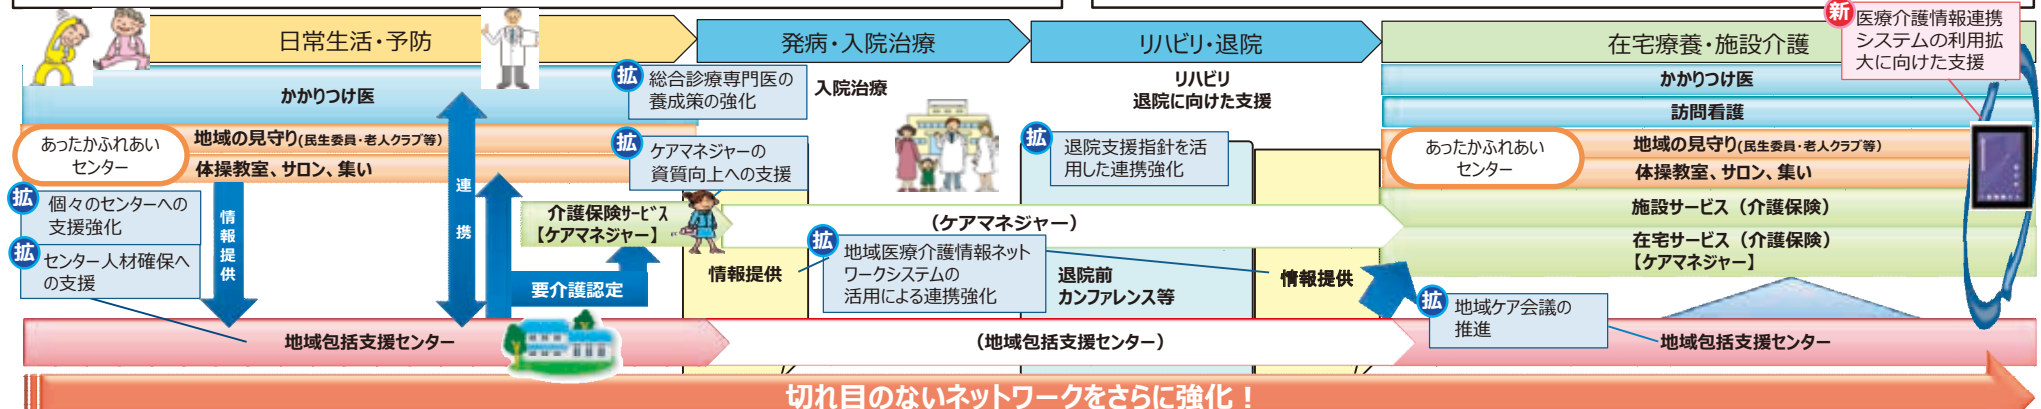 日常生活・予防
発病・入院治療
リハビリ・退院
在宅療養・施設介護
新
医療介護情報連携
システムの利用拡
大に向けた支援
かかりつけ医
拡
総合診療専門医の
養成策の強化
入院治療
リハビリ
退院に向けた支援
かかりつけ医
訪問看護
あったかふれあい
センター
地域の見守り(民生委員・老人クラブ等)
体操教室、サロン、集い
拡
ケアマネジャーの
資質向上への支援
拡
退院支援指針を活
用した連携強化
あったかふれあい
センター
地域の見守り(民生委員・老人クラブ等)
体操教室、サロン、集い
拡
個々のセンターへの
支援強化
拡
センター人材確保へ
の支援
情報提供
連携
介護保険サービス
【ケアマネジャー】
要介護認定
(ケアマネジャー)
情報提供
拡
地域医療介護情報ネット
ワークシステムの
活用による連携強化
退院前
カンファレンス等
情報提供
施設サービス(介護保険)
在宅サービス(介護保険)
【ケアマネジャー】
拡
地域ケア会議の
推進
地域包括支援センター
(地域包括支援センター)
地域包括支援センター
切れ目のないネットワークをさらに強化!